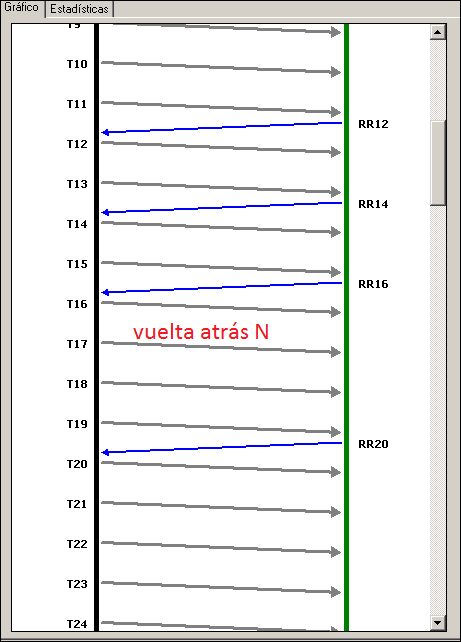 Gráfico Estadísticas
T9
T10
T11
RR12
T12
T13
RR14
T14
T15
RR16
T16
vuelta atrás N
T17
T18
T19
RR20
T20
T21
T22
T23
T24